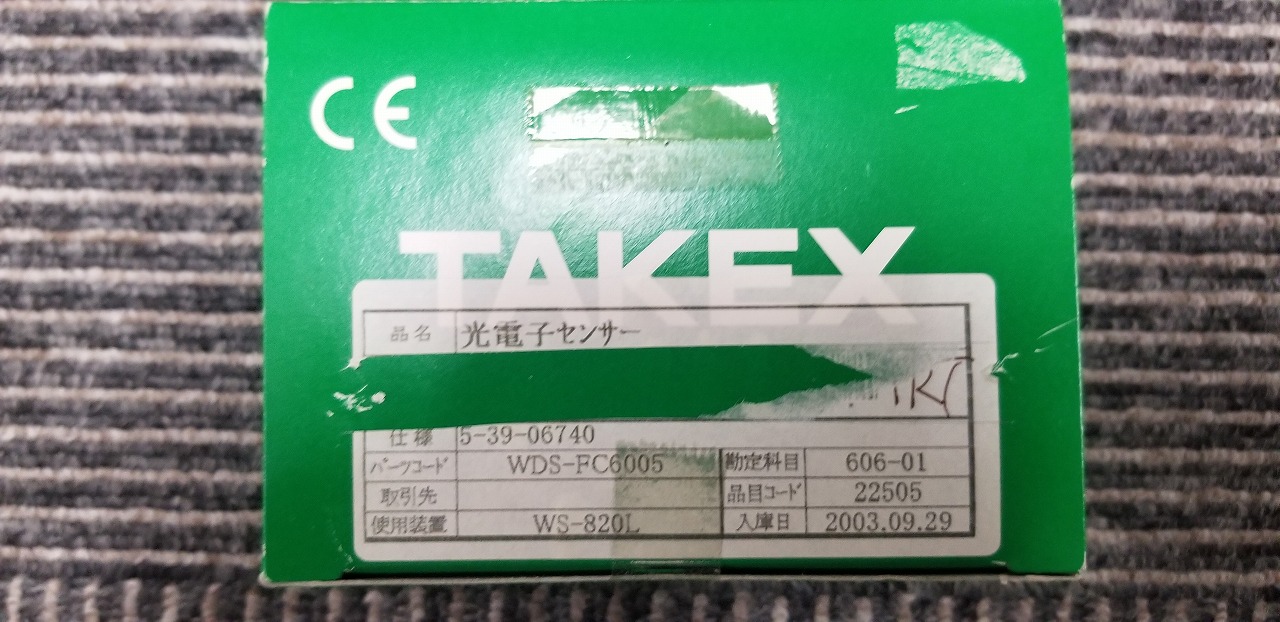 CE
TAKEX
品名 光電子センサー
仕様 5-39-06740
パーツコード WDS-FC6005 勘定科目 606-01
取引先 品目コード 22505
使用装置 WS-820L 入庫日 2003.09.29